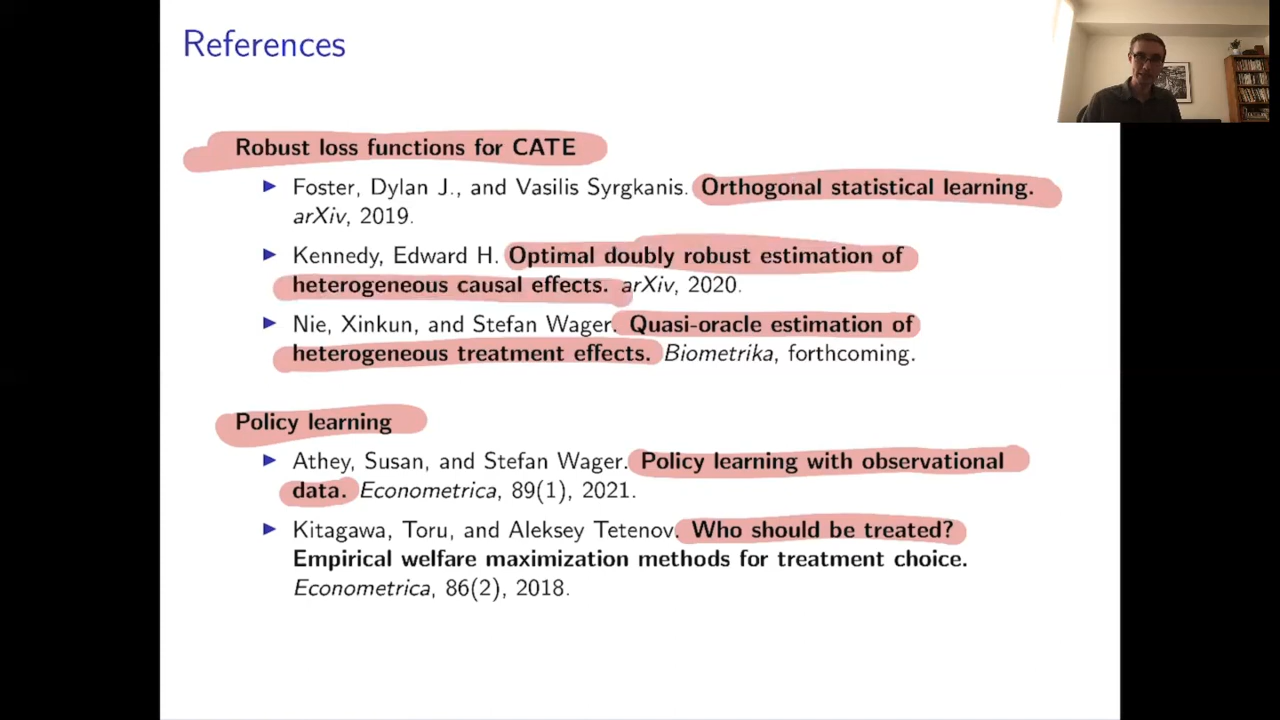 References
Robust loss functions for CATE
▶ Foster, Dylan J., and Vasilis Syrgkanis. Orthogonal statistical learning.
arXiv, 2019.
▶ Kennedy, Edward H. Optimal doubly robust estimation of
heterogeneous causal effects. arXiv, 2020.
▶ Nie, Xinkun, and Stefan Wager. Quasi-oracle estimation of
heterogeneous treatment effects. Biometrika, forthcoming.
Policy learning
▶ Athey, Susan, and Stefan Wager. Policy learning with observational
data. Econometrica, 89(1), 2021.
▶ Kitagawa, Toru, and Aleksey Tetenov. Who should be treated?
Empirical welfare maximization methods for treatment choice.
Econometrica, 86(2), 2018.